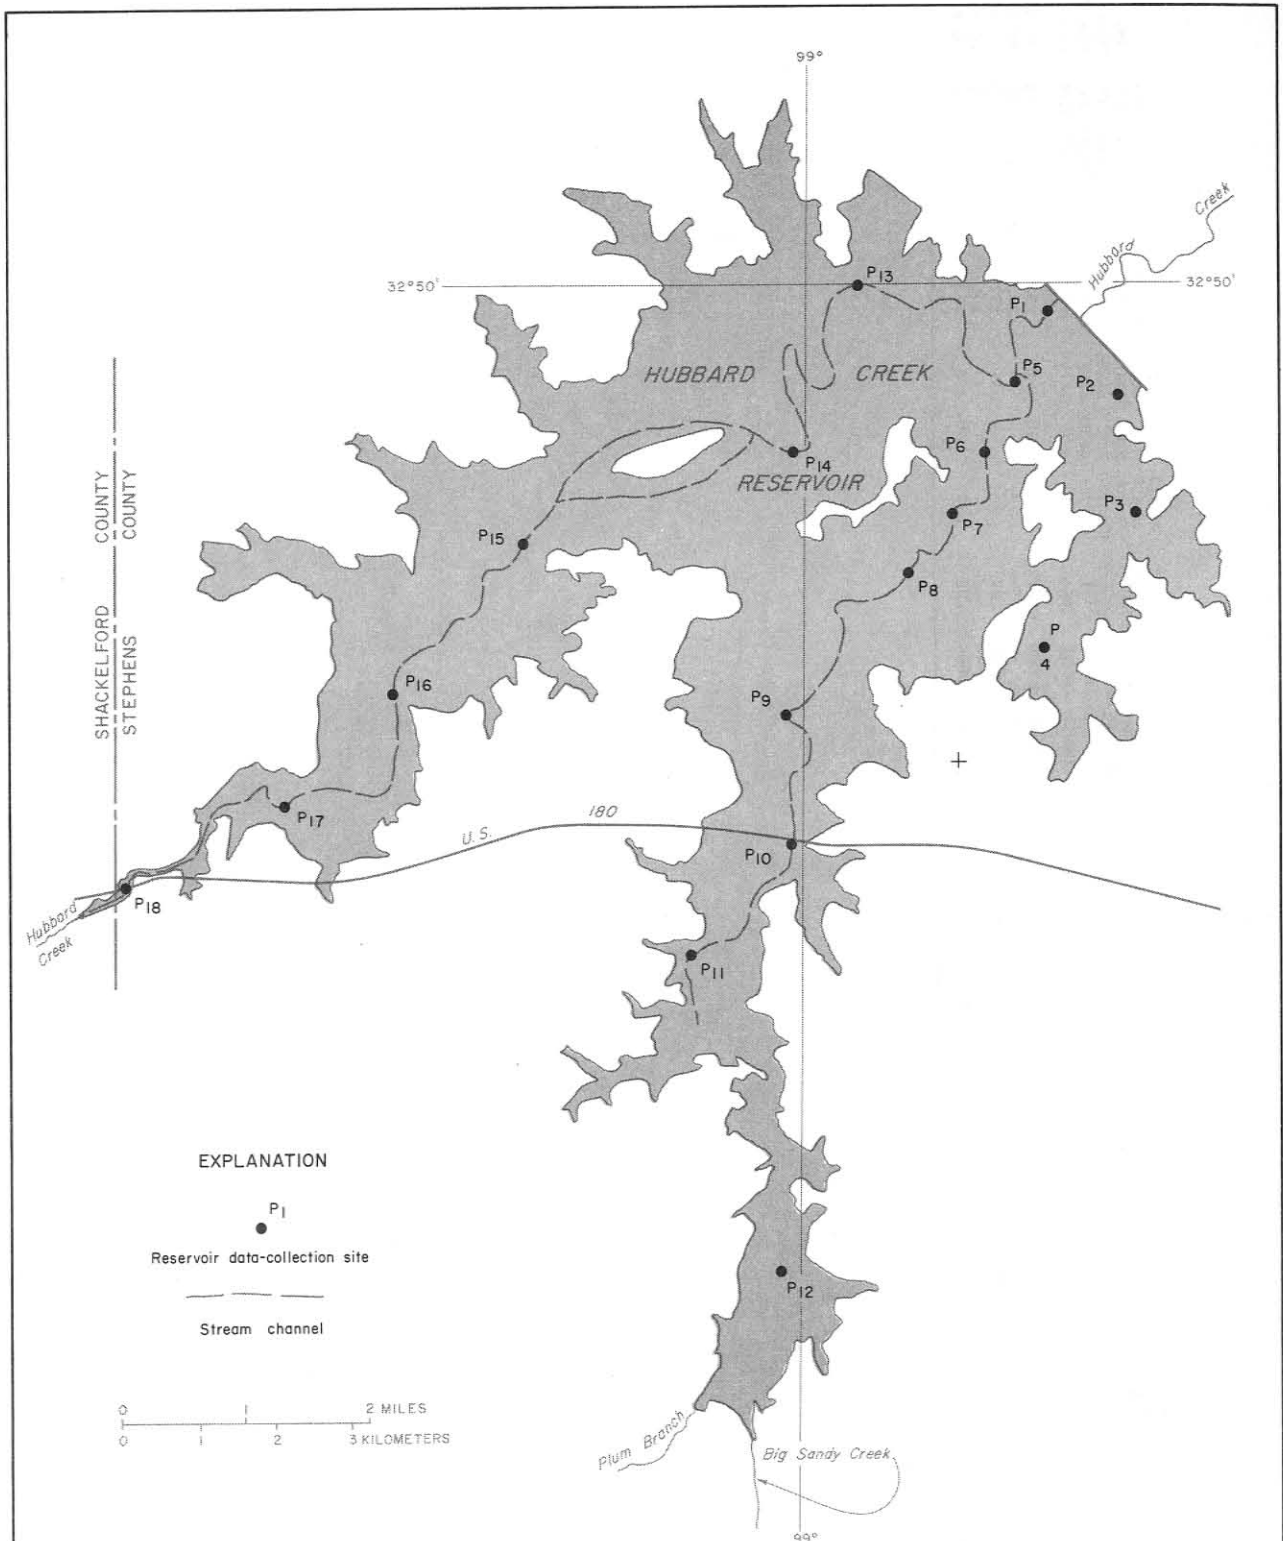 99°
Hubbard Creek
32°50'
32°50'
P13
P1
HUBBARD CREEK
P5
P2
P6
P14
RESERVOIR
P3
P7
P15
P8
SHACKELFORD COUNTY
STEPHENS COUNTY
P
4
P16
P9
P17
U.S. 180
P10
P18
Hubbard
Creek
P11
EXPLANATION
P1
Reservoir data-collection site
Stream channel
P12
0 1 2 MILES
0 1 2 3 KILOMETERS
Plum Branch
Big Sandy Creek
99°